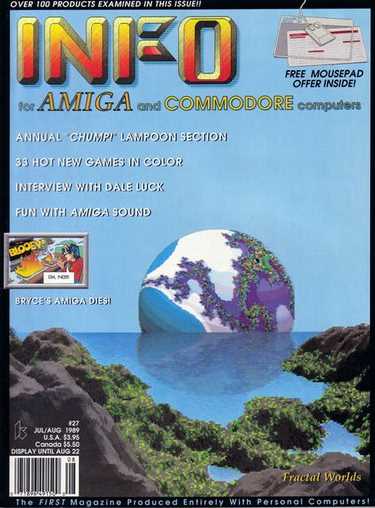 OVER 100 PRODUCTS EXAMINED IN THIS ISSUE!!
INFO
FREE MOUSEPAD
OFFER INSIDE!
for AMIGA and COMMODORE computers
ANNUAL "CHUMP!" LAMPOON SECTION
33 HOT NEW GAMES IN COLOR
INTERVIEW WITH DALE LUCK
FUN WITH AMIGA SOUND
BLOOEY!
BRYCE'S AMIGA DIES!
#27
JUL/AUG 1989
U.S.A. $3.95
Canada $5.50
DISPLAY UNTIL AUG 22
08
Fractal Worlds
The FIRST Magazine Produced Entirely With Personal Computers!